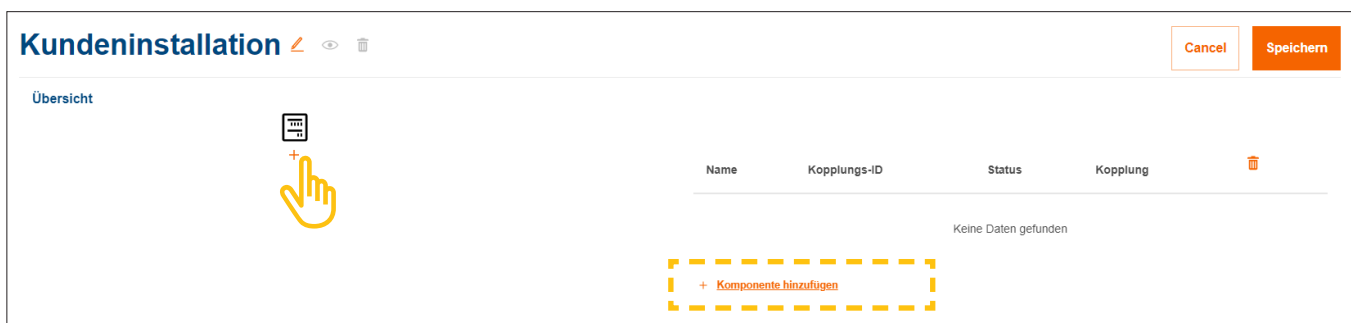 Kundeninstallation
Cancel
Speichern
Übersicht
+
Name Kopplungs-ID Status Kopplung
Keine Daten gefunden
+ Komponente hinzufügen